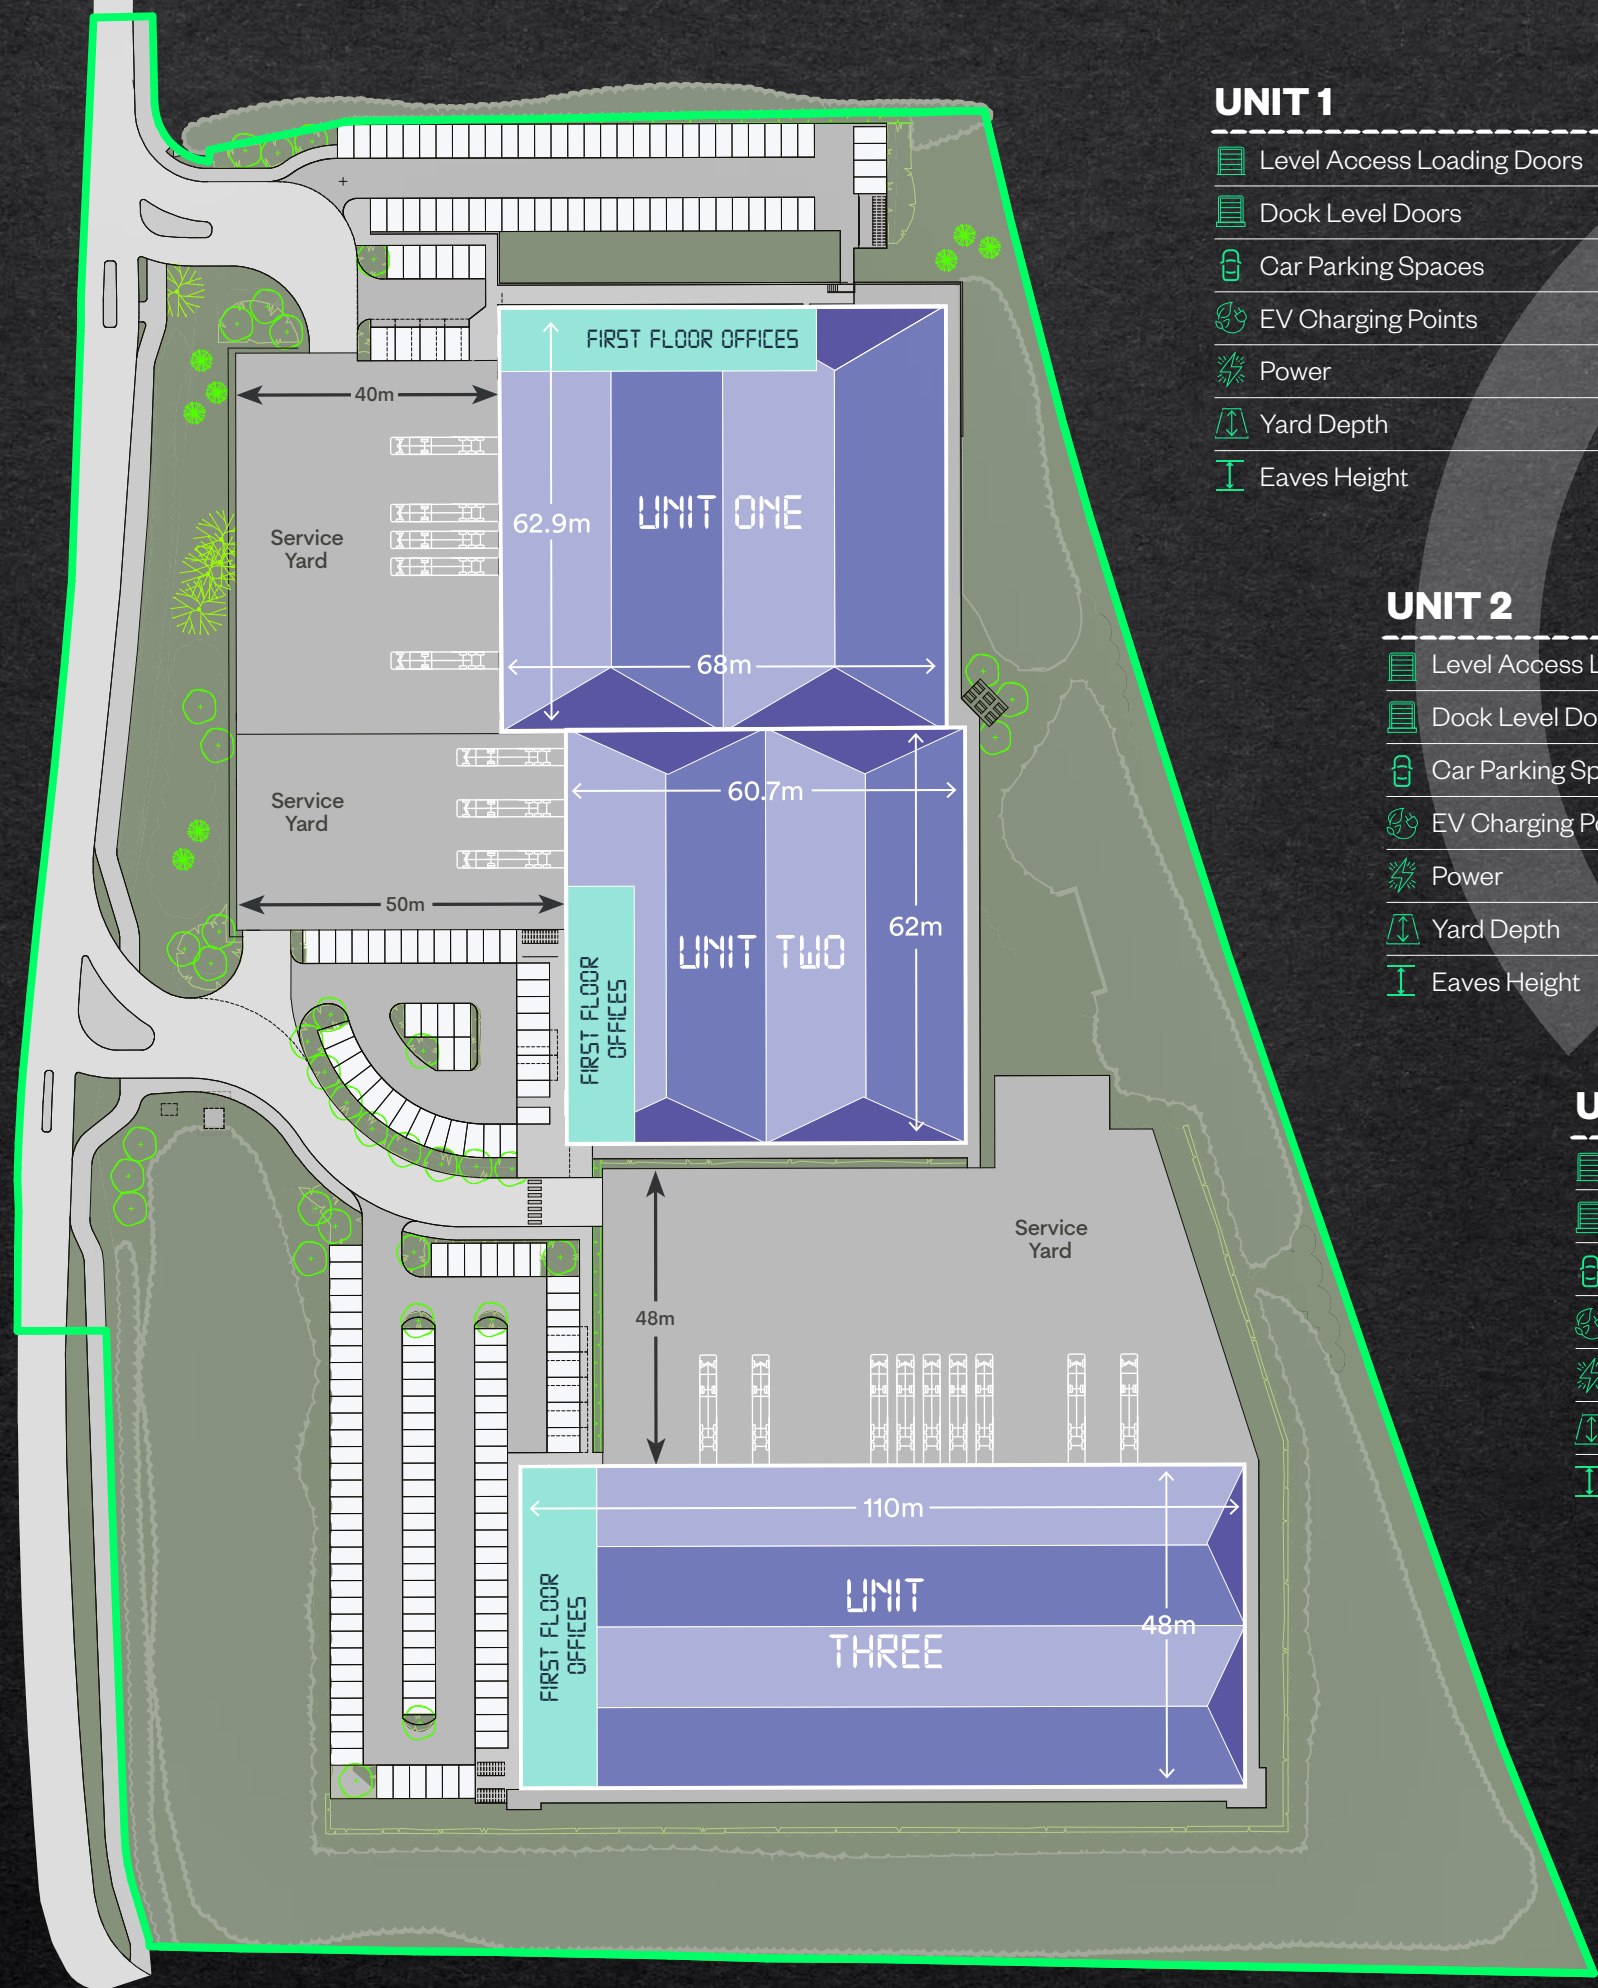 UNIT 1
Level Access Loading Doors
Dock Level Doors
Car Parking Spaces
EV Charging Points
Power
Yard Depth
Eaves Height
FIRST FLOOR OFFICES
40m
62.9m
UNIT ONE
Service
Yard
68m
UNIT 2
Level Access L
Dock Level Do
Car Parking Sp
EV Charging Po
Power
Yard Depth
Eaves Height
60.7m
Service
Yard
50m
62m
UNIT TWO
FIRST FLOOR
OFFICES
U
Service
Yard
48m
110m
UNIT
THREE
48m
FIRST FLOOR
OFFICES